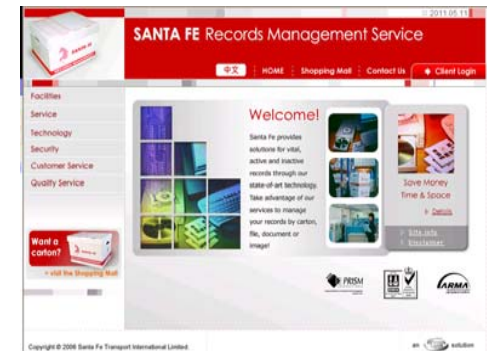 2011.05.11
SANTA FE Records Management Service
中文
HOME
Shopping Mall
Contact Us
Client Login
Facilities
Service
Technology
Security
Customer Service
Quality Service
Want a
carton?
» visit the Shopping Mall
Welcome!
Santa Fe provides
solutions for vital,
active and inactive
records through our
state-of-art technology.
Take advantage of our
services to manage
your records by carton,
file, document or
image!
Save Money
Time & Space
Details
Site info
Disclaimer
PRISM
ARMA
Copyright © 2006 Santa Fe Transport International Limited.
an
solution